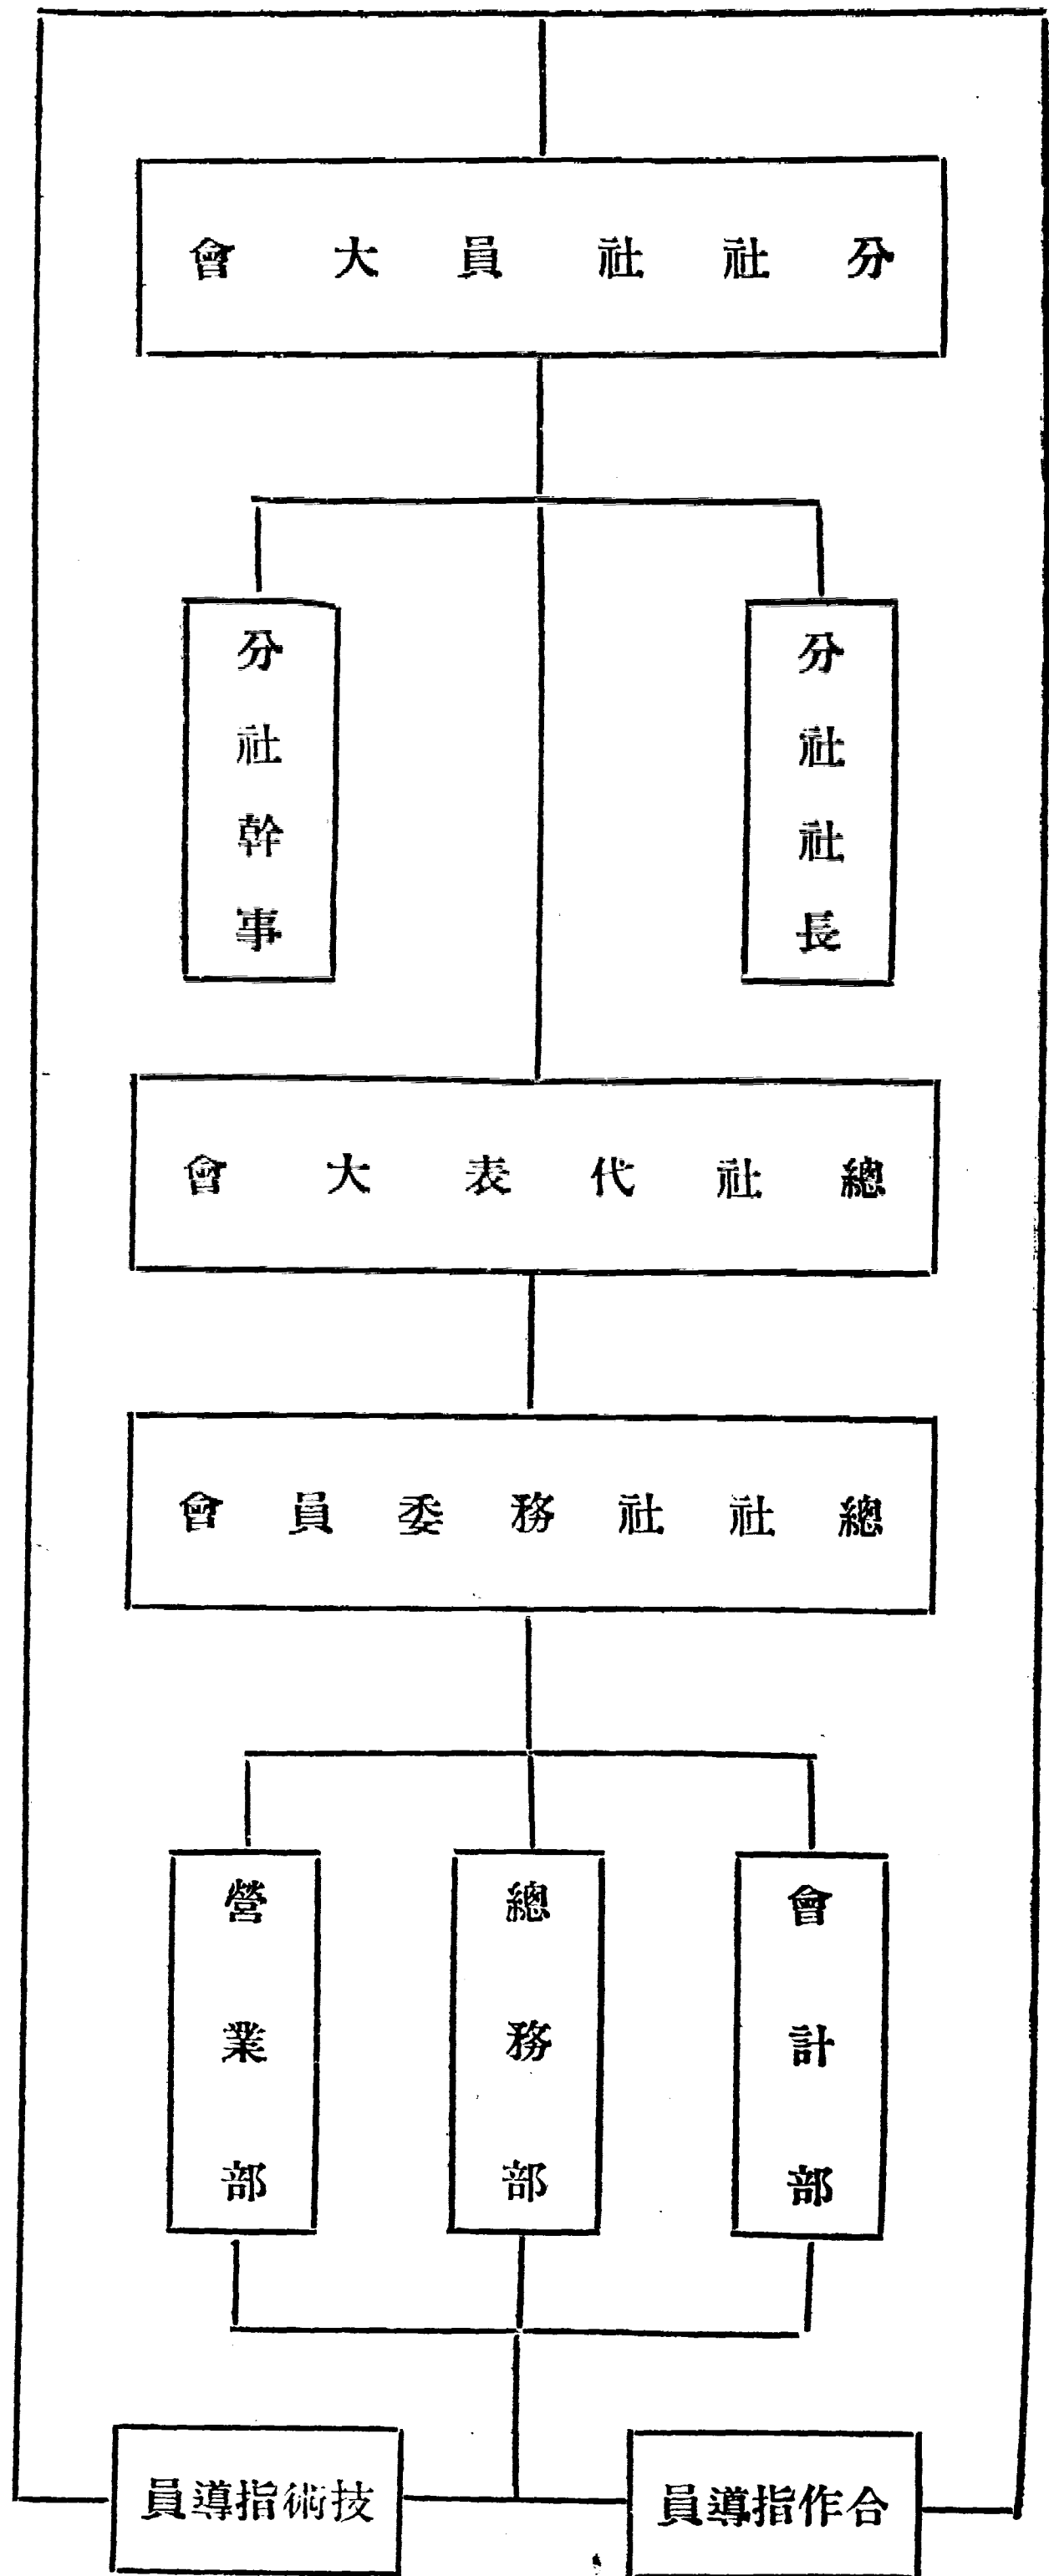 分社社員大會
分社社長
分社幹事
總社代表大會
總社社務委員會
會計部
總務部
營業部
合作指導員
技術指導員